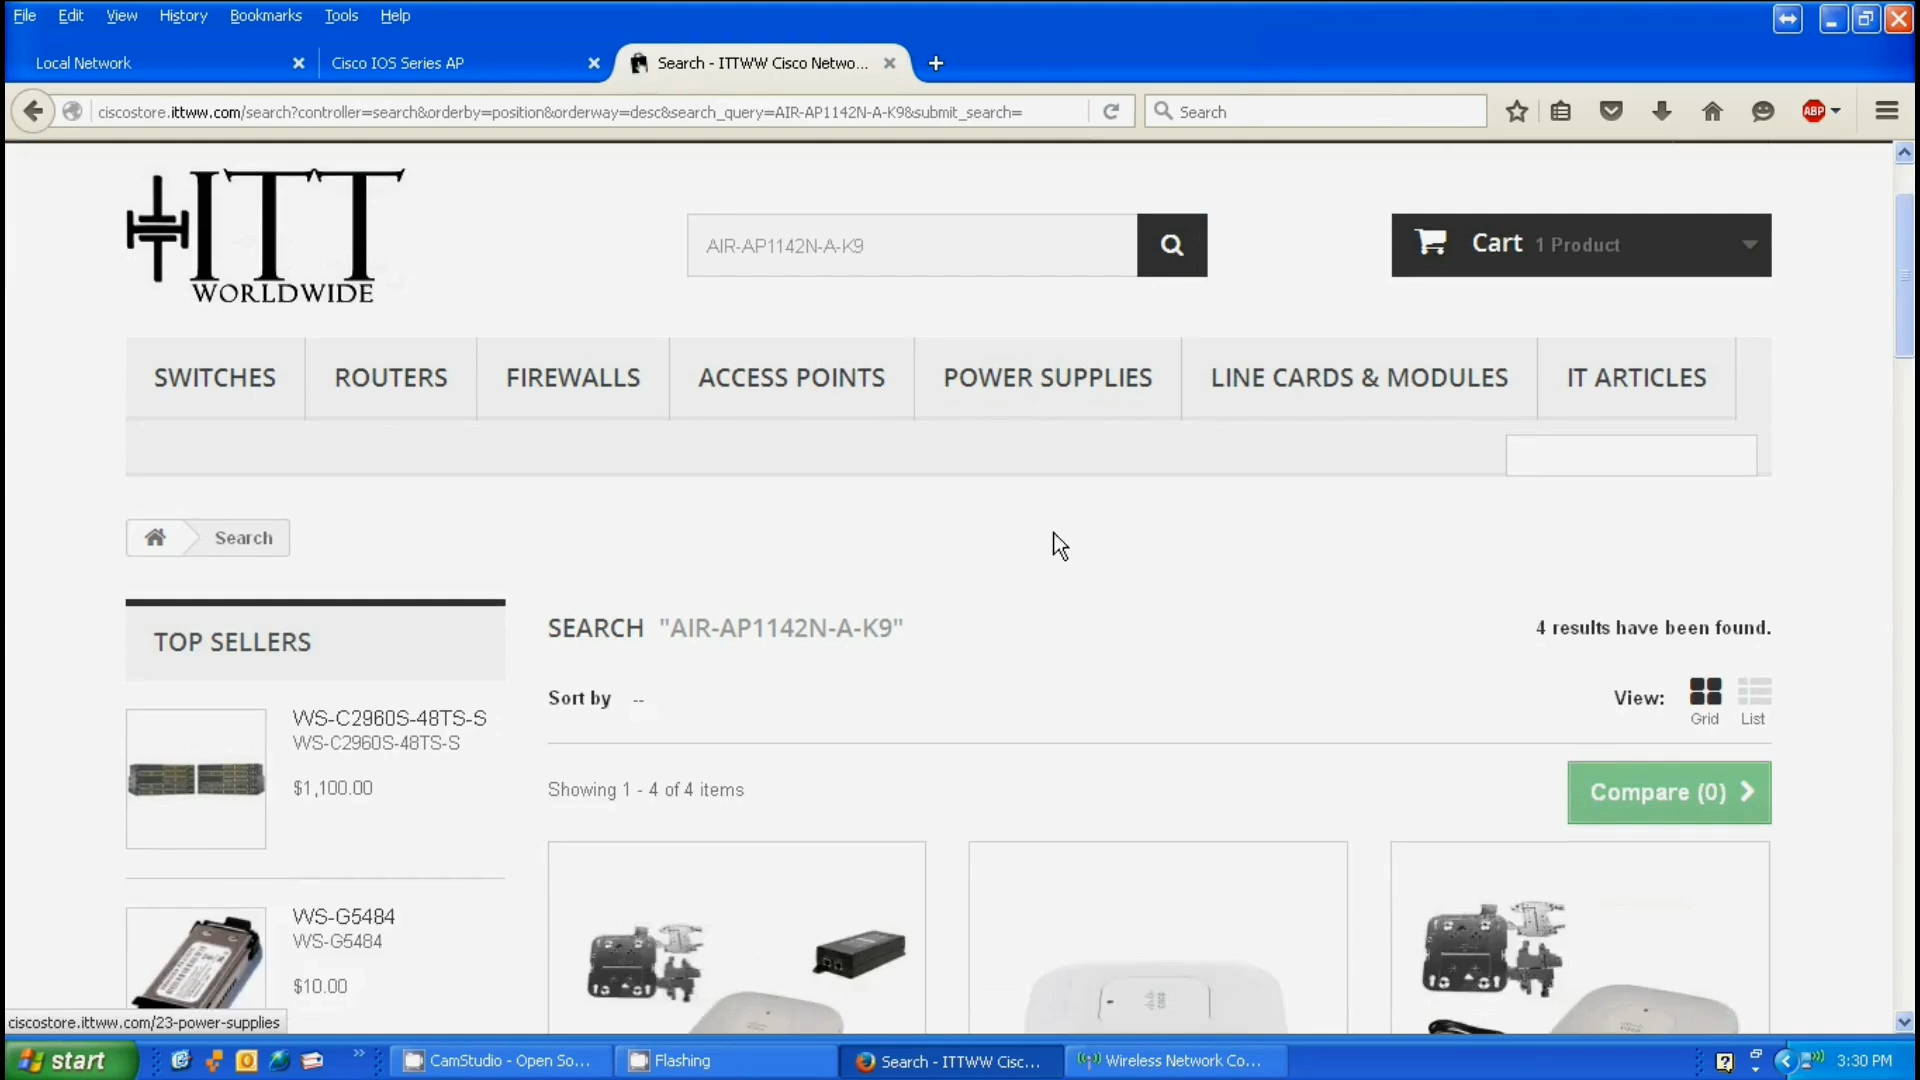 File Edit View History Bookmarks Tools Help
Local Network
Cisco IOS Series AP
Search - ITTWW Cisco Netwo...
ciscostore.ittww.com/search?controller=search&orderby=position&orderway=desc&search_query=AIR-AP1142N-A-K9&submit_search=
Search
ABP
ITT
WORLDWIDE
AIR-AP1142N-A-K9
Cart 1 Product
SWITCHES
ROUTERS
FIREWALLS
ACCESS POINTS
POWER SUPPLIES
LINE CARDS & MODULES
IT ARTICLES
Search
TOP SELLERS
SEARCH "AIR-AP1142N-A-K9"
4 results have been found.
Sort by --
View:
Grid
List
WS-C2960S-48TS-S
WS-C2960S-48TS-S
$1,100.00
Showing 1 - 4 of 4 items
Compare (0)
WS-G5484
WS-G5484
$10.00
ciscostore.ittww.com/23-power-supplies
start
CamStudio - Open So...
Flashing
Search - ITTWW Cisc...
Wireless Network Co...
3:30 PM